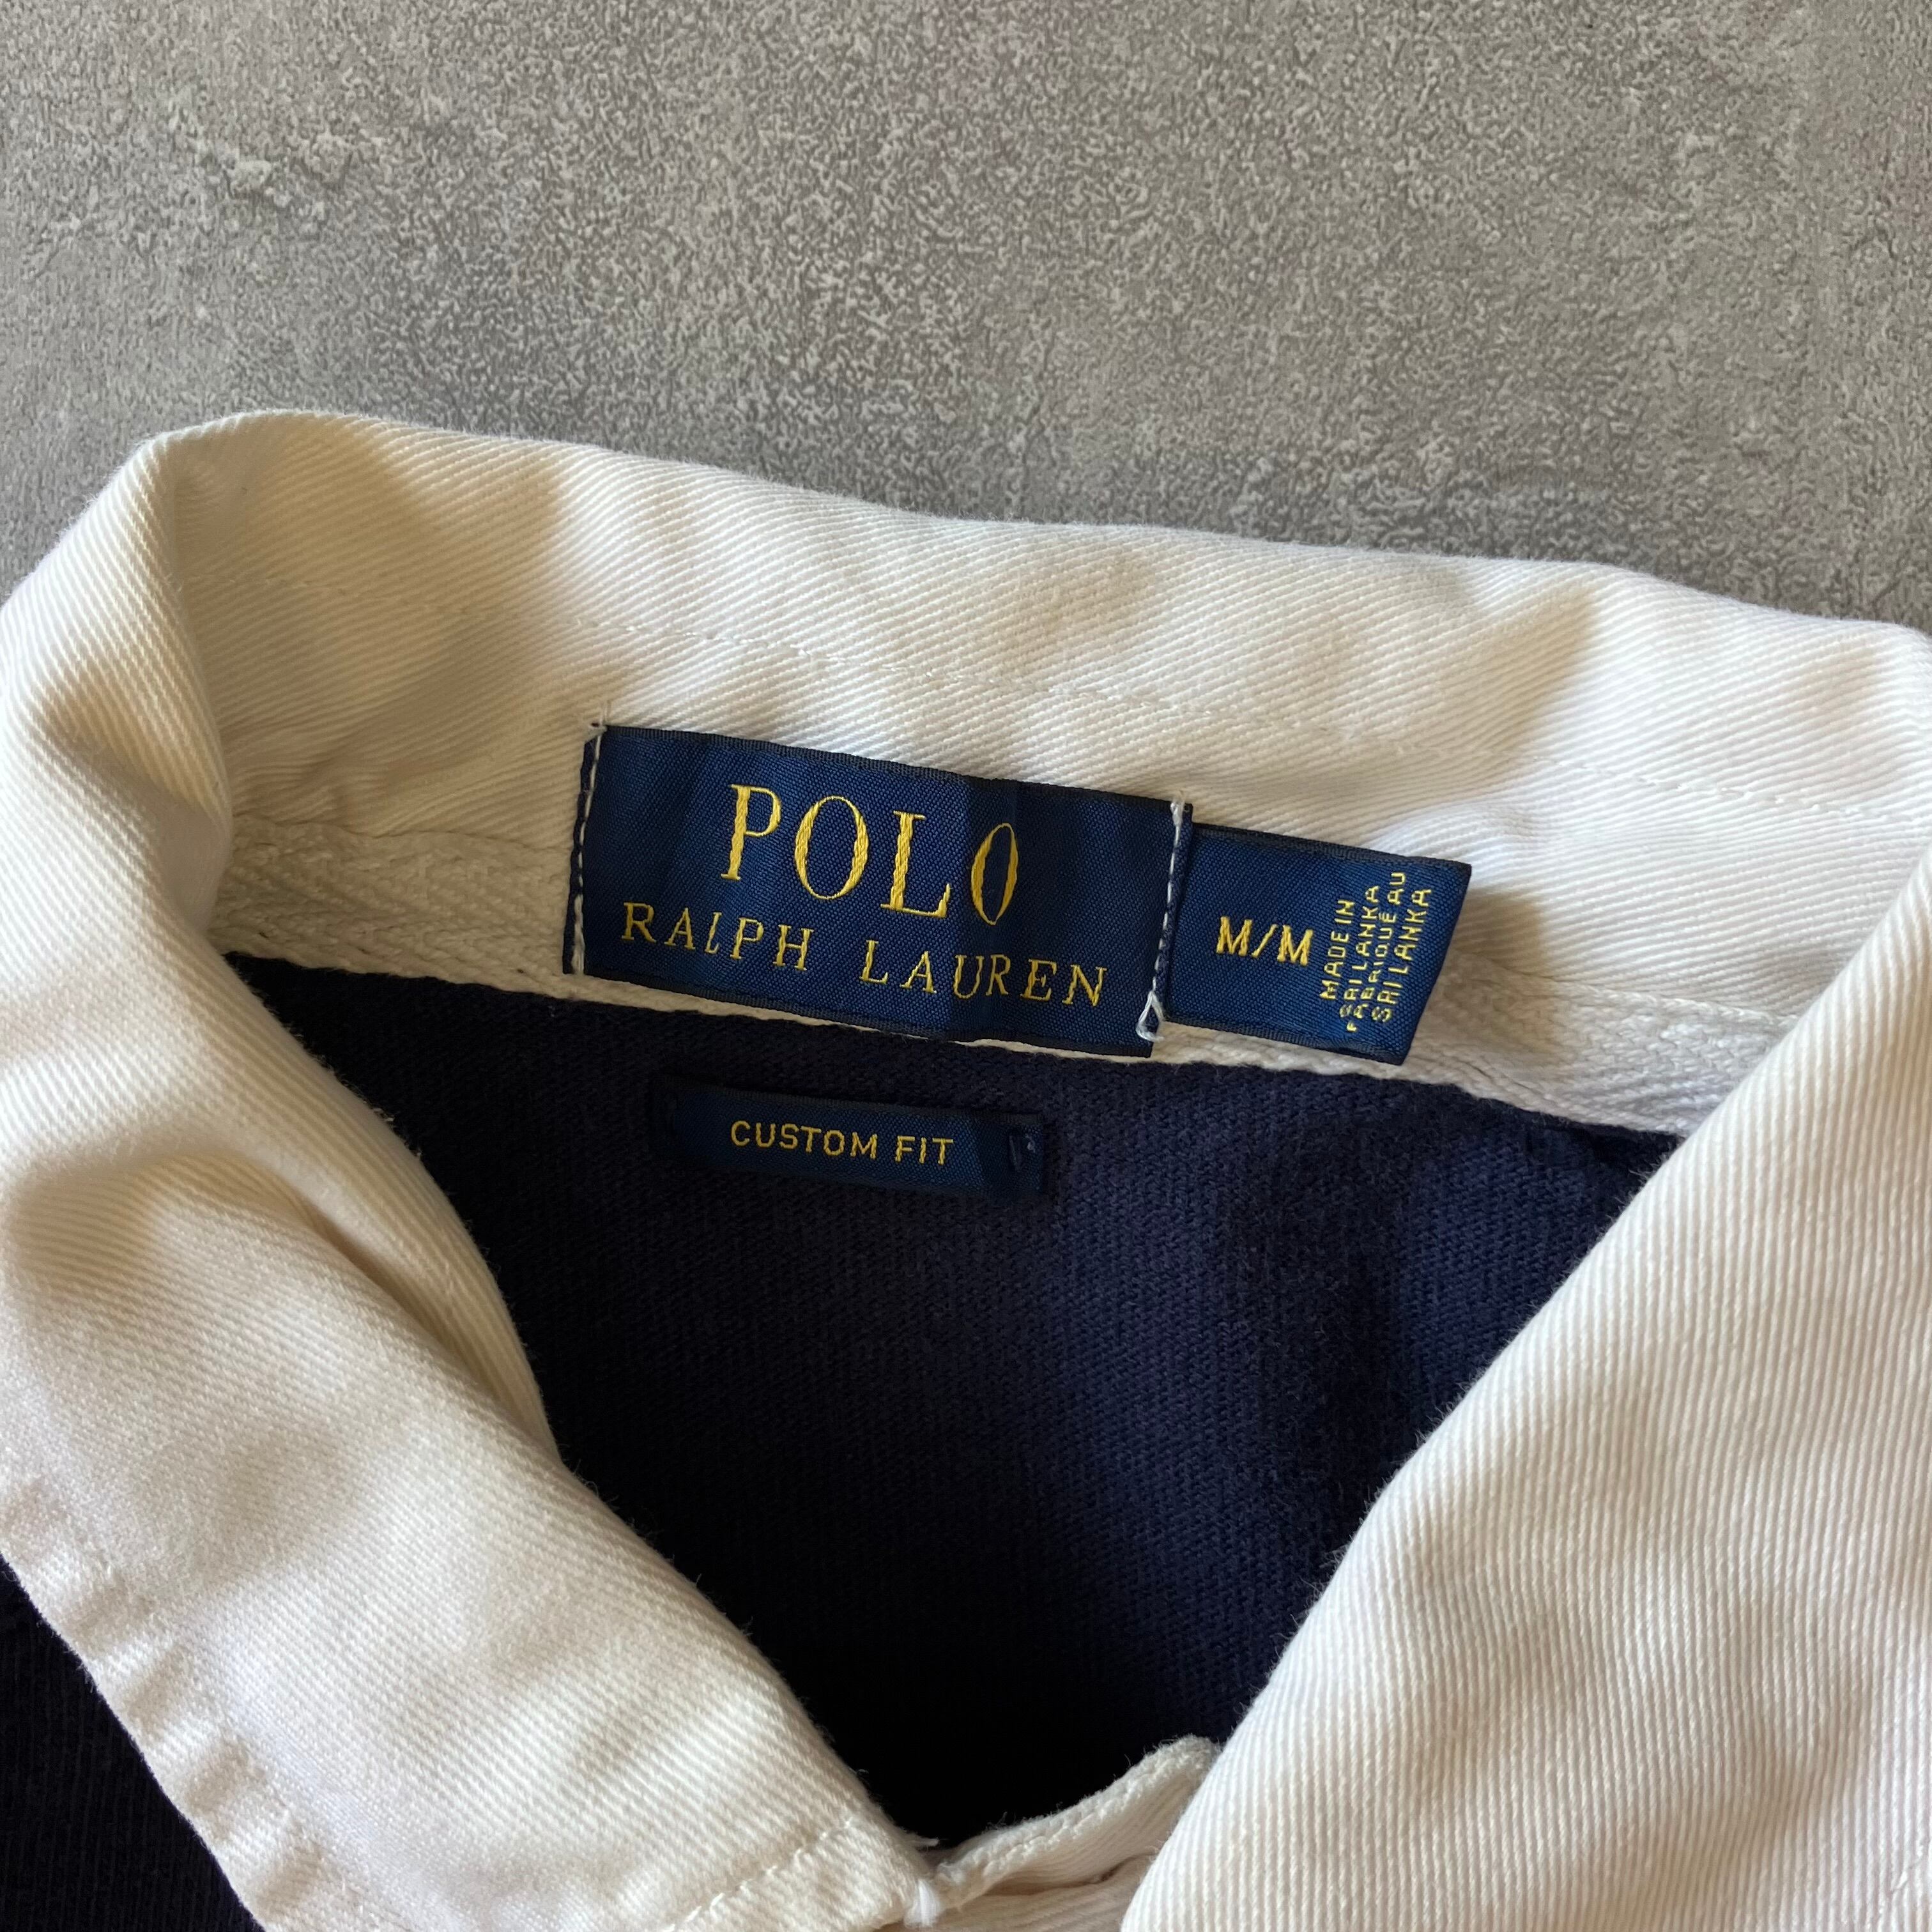 POLO
RALPH LAUREN
M/M
MADE IN
SRI LANKA
FABRIQUÉ AU
SRI LANKA
CUSTOM FIT